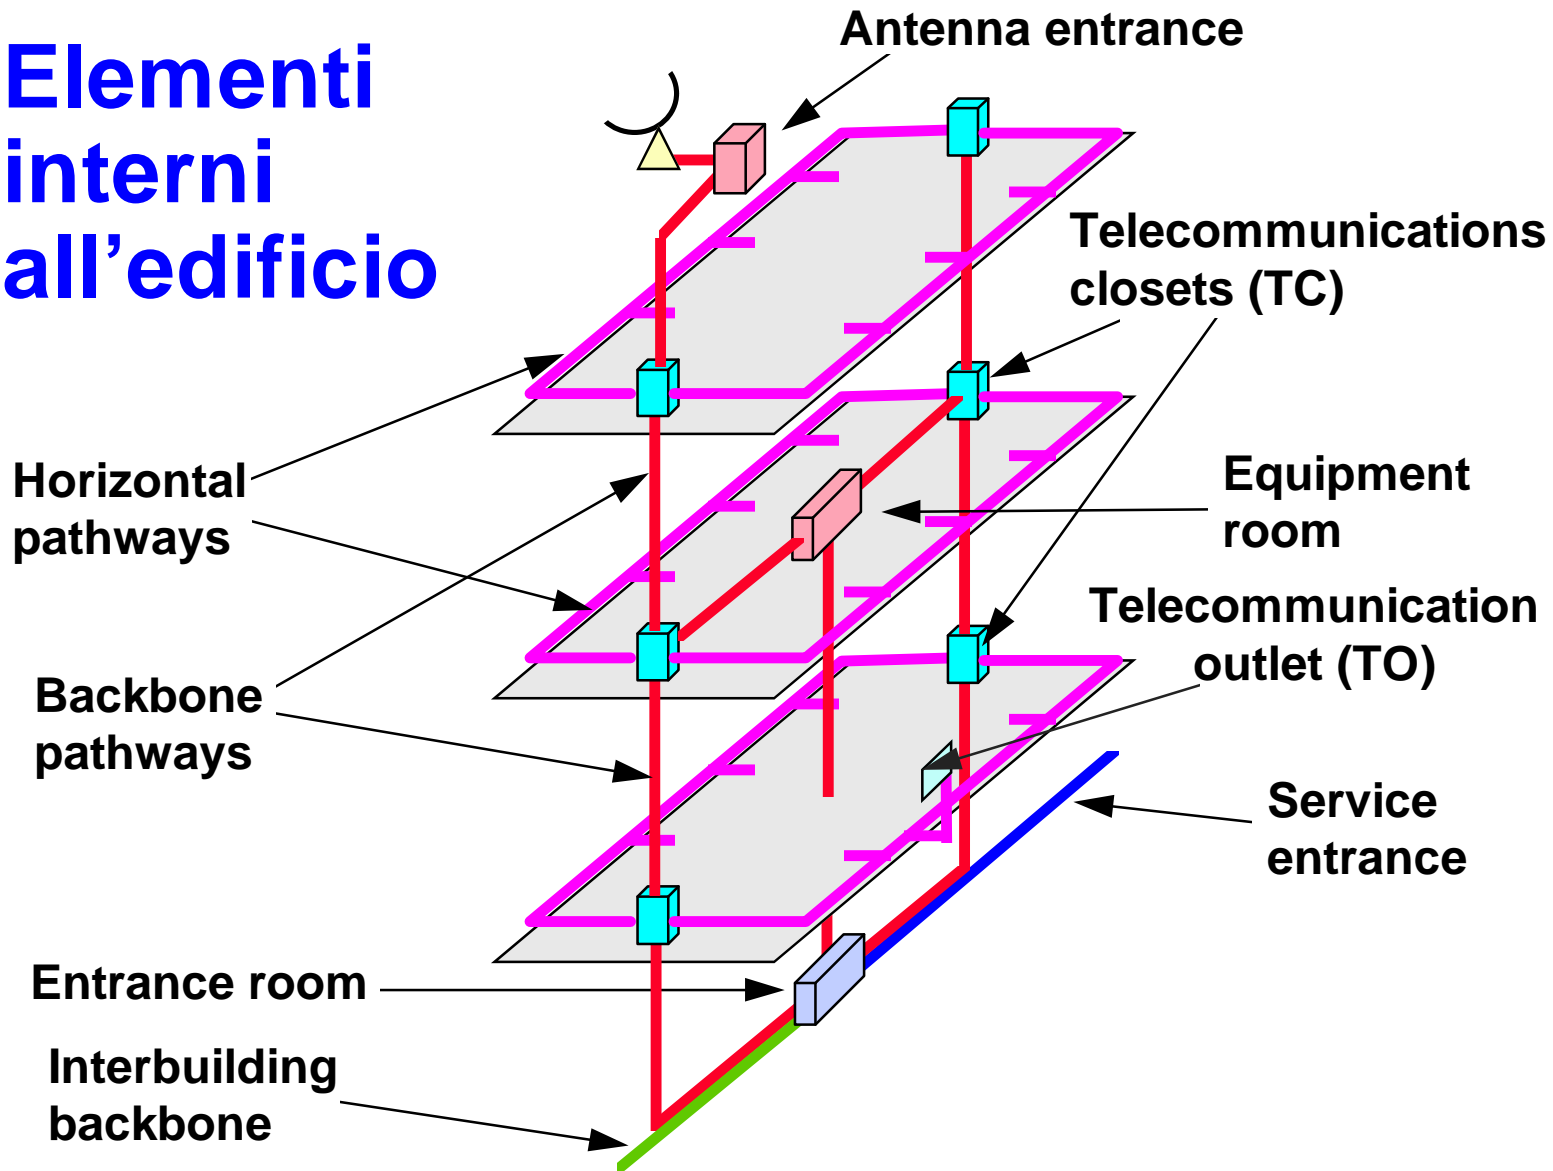 Elementi
interni
all’edificio
Antenna entrance
Telecommunications
closets (TC)
Horizontal
pathways
Equipment
room
Telecommunication
outlet (TO)
Backbone
pathways
Service
entrance
Entrance room
Interbuilding
backbone